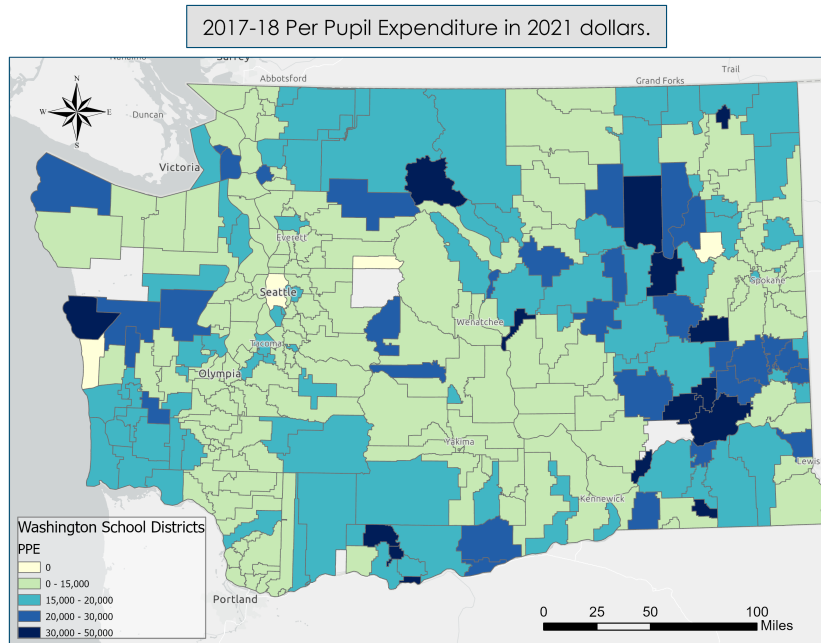 2017-18 Per Pupil Expenditure in 2021 dollars.
Surrey
Abbotsford
Trail
Grand Forks
N
W E
S
Duncan
Victoria
Everett
Seattle
Spokane
Wenatchee
Tacoma
Olympia
Yakima
Lewis
Kennewick
Portland
Washington School Districts
PPE
0
0 - 15,000
15,000 - 20,000
20,000 - 30,000
30,000 - 50,000
0 25 50 100
Miles